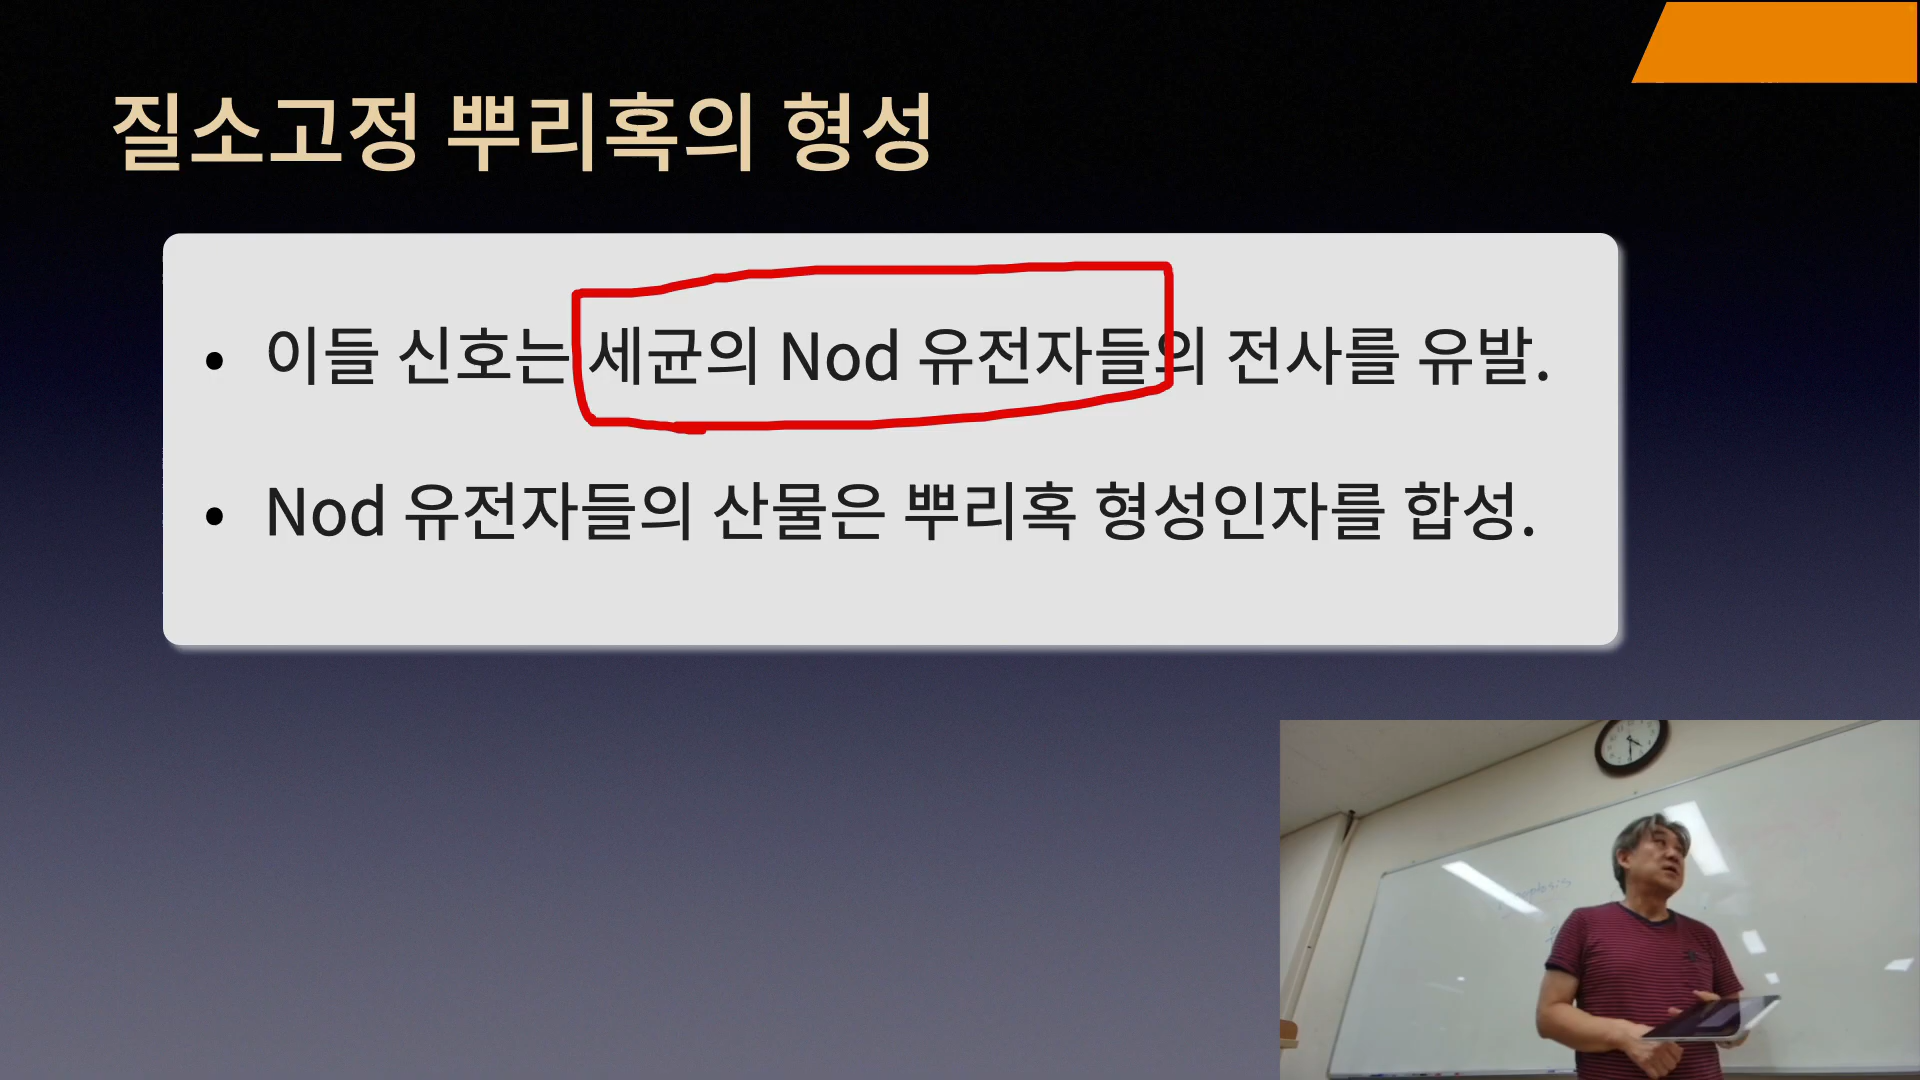 질소고정 뿌리혹의 형성
• 이들 신호는 세균의 Nod 유전자들의 전사를 유발.
• Nod 유전자들의 산물은 뿌리혹 형성인자를 합성.